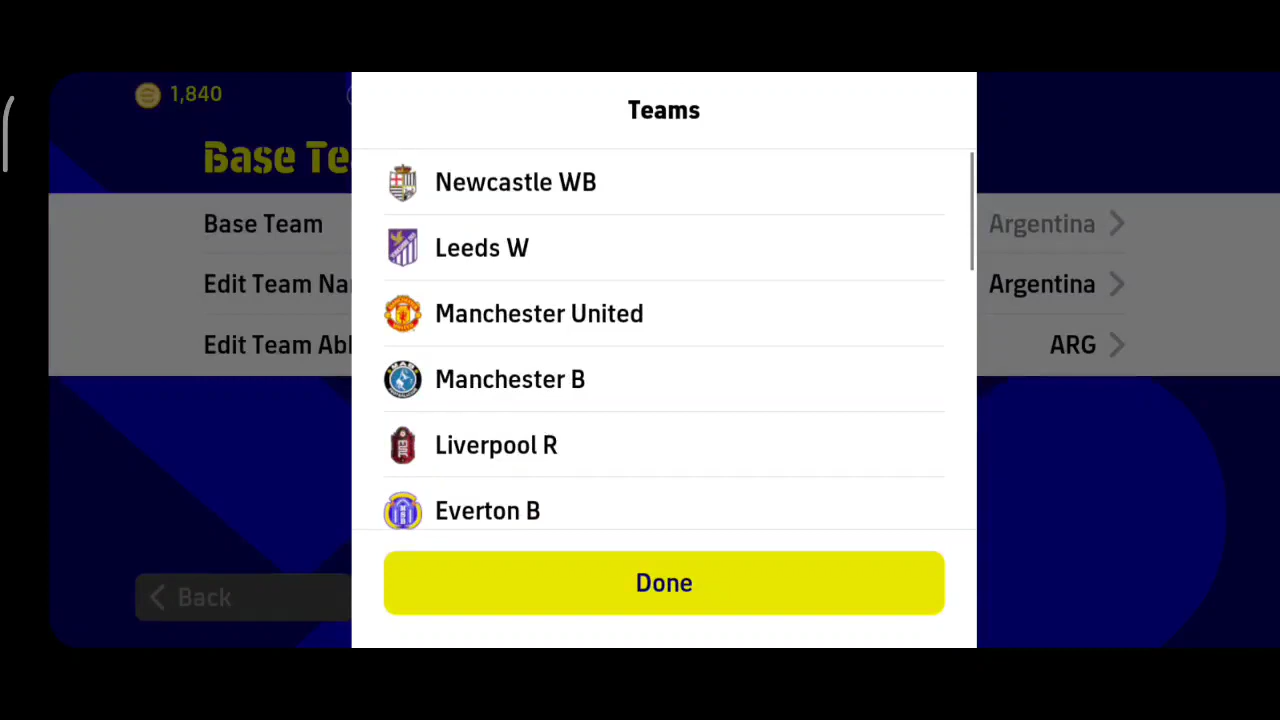 1,840
Teams
Base Te
Newcastle WB
Base Team
Argentina
Leeds W
Edit Team Na
Argentina
Manchester United
Edit Team Abl
ARG
Manchester B
Liverpool R
Everton B
Done
Back